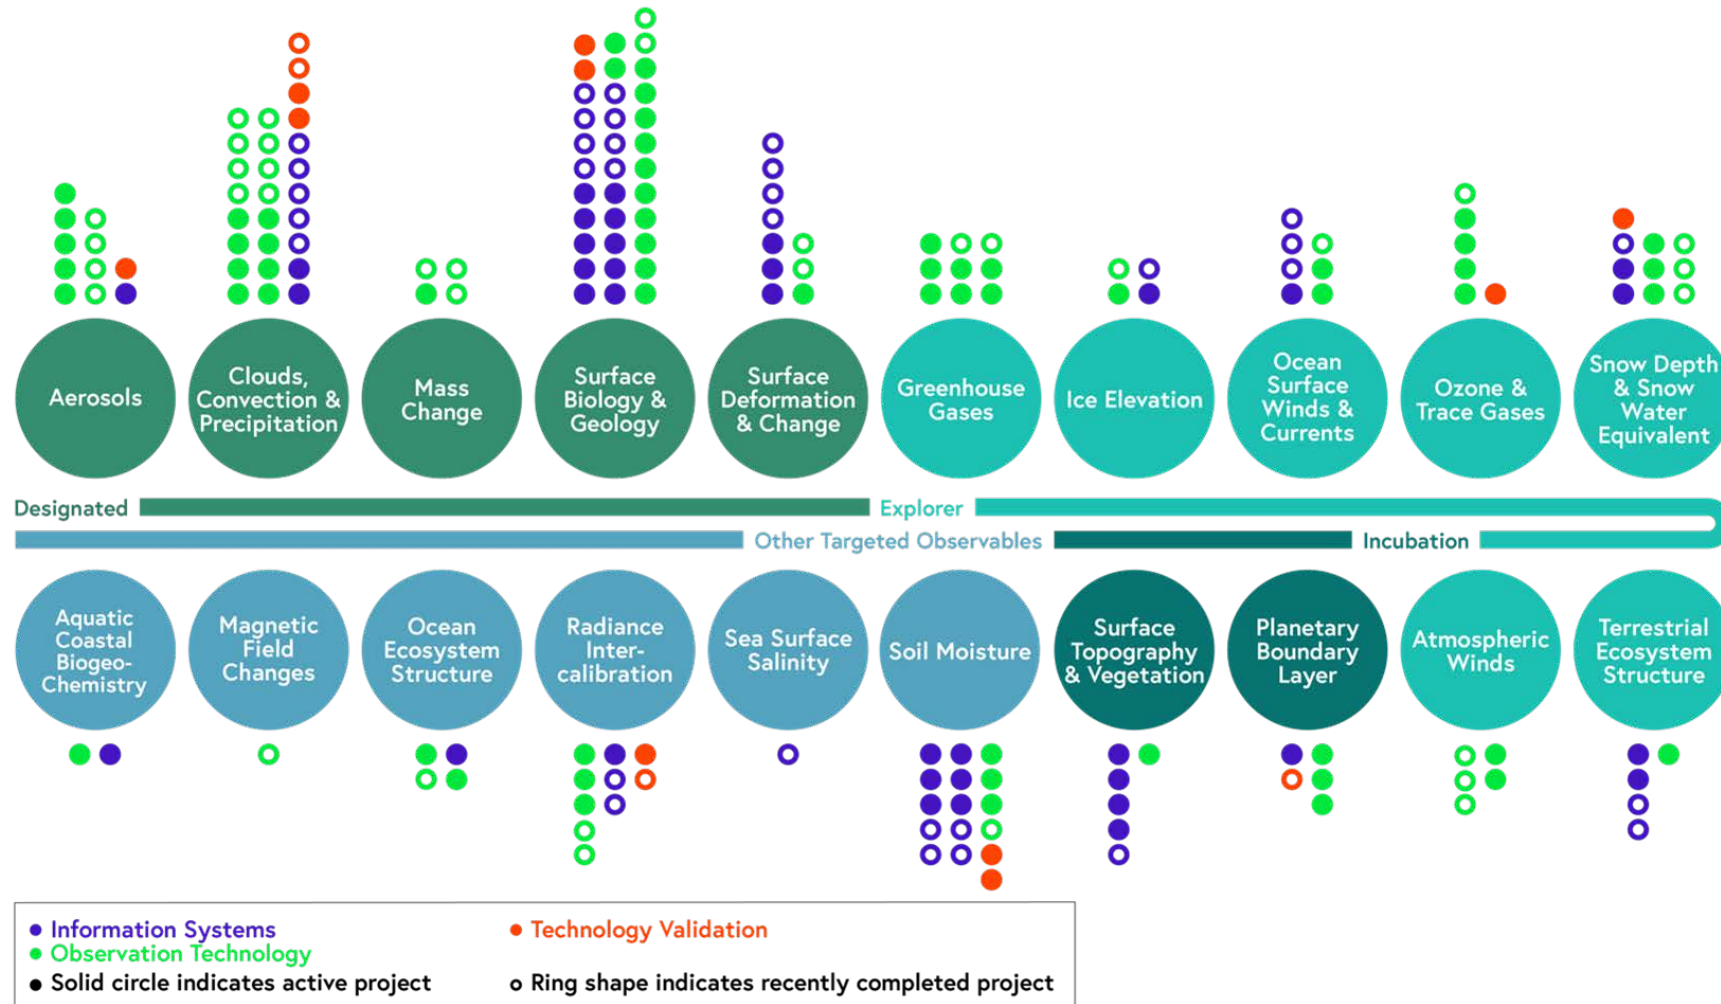 Aerosols
Clouds,
Convection &
Precipitation
Mass
Change
Surface
Biology &
Geology
Surface
Deformation
& Change
Greenhouse
Gases
Ice Elevation
Ocean
Surface
Winds &
Currents
Ozone &
Trace Gases
Snow Depth
& Snow
Water
Equivalent
Designated
Explorer
Other Targeted Observables
Incubation
Aquatic
Coastal
Biogeo-
Chemistry
Magnetic
Field
Changes
Ocean
Ecosystem
Structure
Radiance
Inter-
calibration
Sea Surface
Salinity
Soil Moisture
Surface
Topography
& Vegetation
Planetary
Boundary
Layer
Atmospheric
Winds
Terrestrial
Ecosystem
Structure
Information Systems
Technology Validation
Observation Technology
Solid circle indicates active project
Ring shape indicates recently completed project